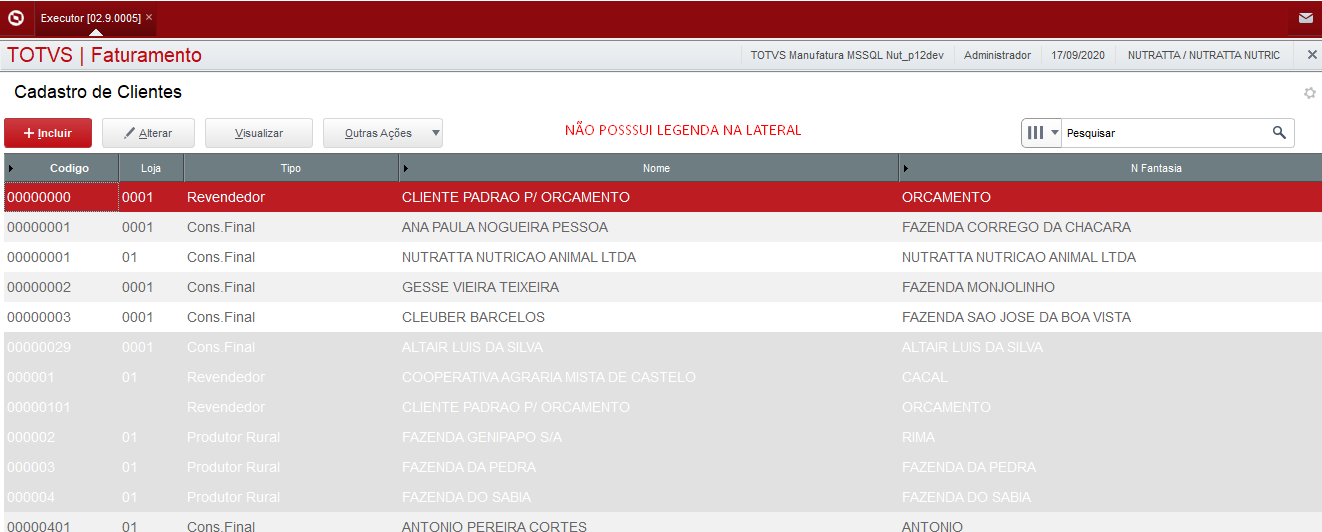 Executor [02.9.0005] ×
TOTVS | Faturamento TOTVS Manufatura MSSQL Nut_p12dev Administrador 17/09/2020 NUTRATTA / NUTRATTA NUTRIC ×
Cadastro de Clientes
+ Incluir Alterar Visualizar Outras Ações NÃO POSSSUI LEGENDA NA LATERAL Pesquisar
Codigo Loja Tipo Nome N Fantasia
00000000 0001 Revendedor CLIENTE PADRAO P/ ORCAMENTO ORCAMENTO
00000001 0001 Cons.Final ANA PAULA NOGUEIRA PESSOA FAZENDA CORREGO DA CHACARA
00000001 01 Cons.Final NUTRATTA NUTRICAO ANIMAL LTDA NUTRATTA NUTRICAO ANIMAL LTDA
00000002 0001 Cons.Final GESSE VIEIRA TEIXEIRA FAZENDA MONJOLINHO
00000003 0001 Cons.Final CLEUBER BARCELOS FAZENDA SAO JOSE DA BOA VISTA
00000029 0001 Cons.Final ALTAIR LUIS DA SILVA ALTAIR LUIS DA SILVA
000001 01 Revendedor COOPERATIVA AGRARIA MISTA DE CASTELO CACAL
00000101 Revendedor CLIENTE PADRAO P/ ORCAMENTO ORCAMENTO
000002 01 Produtor Rural FAZENDA GENIPAPO S/A RIMA
000003 01 Produtor Rural FAZENDA DA PEDRA FAZENDA DA PEDRA
000004 01 Produtor Rural FAZENDA DO SABIA FAZENDA DO SABIA
00000401 01 Cons.Final ANTONIO PEREIRA CORTES ANTONIO